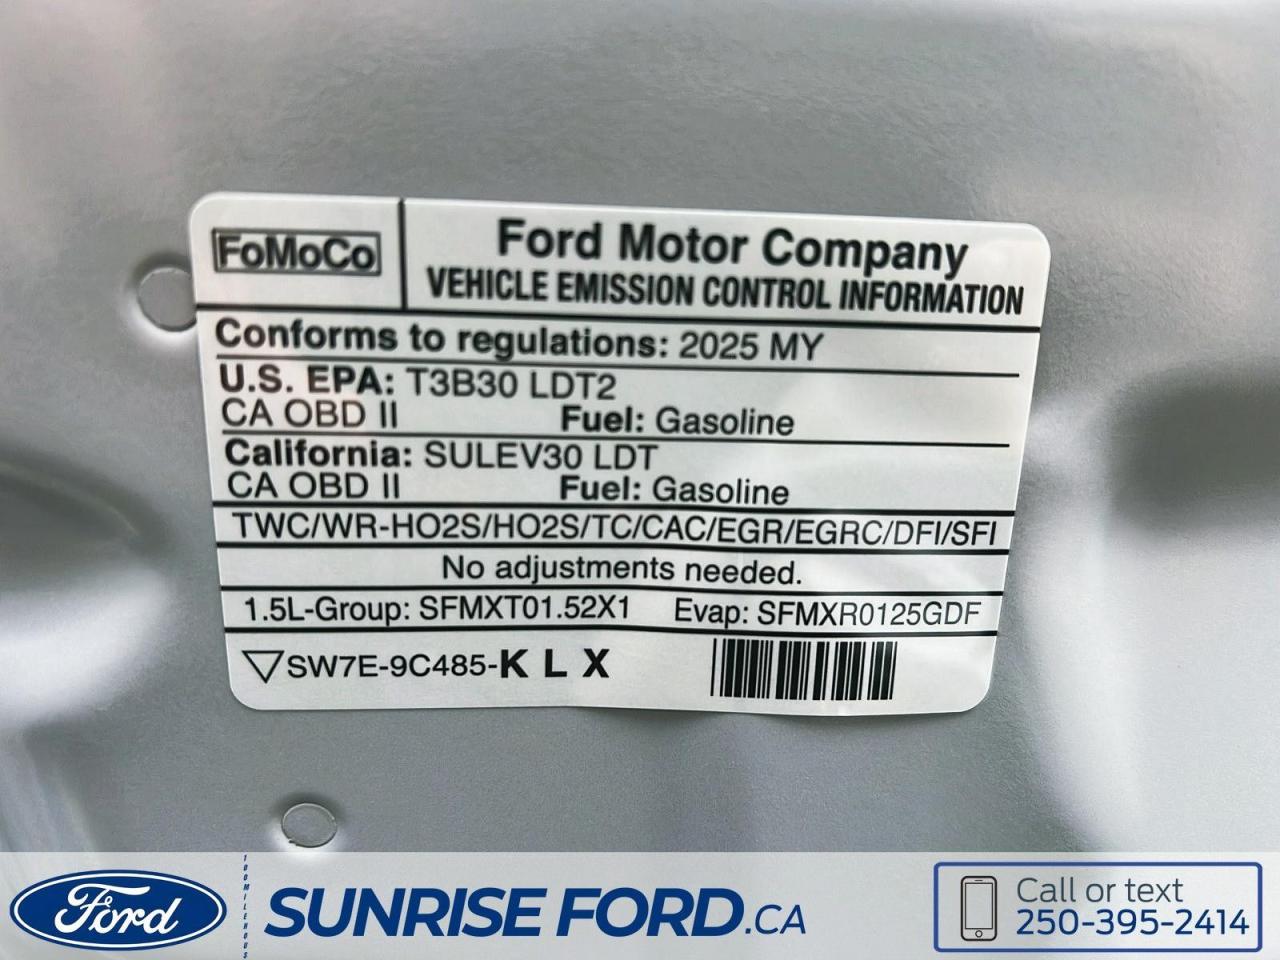 FoMoCo
Ford Motor Company
VEHICLE EMISSION CONTROL INFORMATION
Conforms to regulations: 2025 MY
U.S. EPA: T3B30 LDT2
CA OBD II Fuel: Gasoline
California: SULEV30 LDT
CA OBD II Fuel: Gasoline
TWC/WR-HO2S/HO2S/TC/CAC/EGR/EGRC/DFI/SFI
No adjustments needed.
1.5L-Group: SFMXT01.52X1 Evap: SFMXR0125GDF
SW7E-9C485-K L X
Ford
100MILEHOUSE
SUNRISE FORD.CA
Call or text
250-395-2414